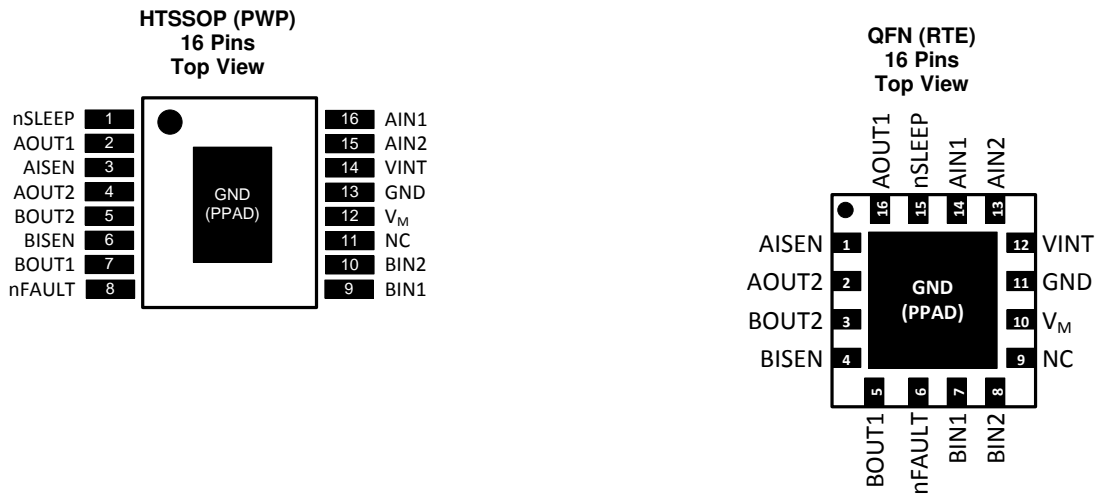 HTSSOP (PWP)
16 Pins
Top View
nSLEEP 1 16 AIN1
AOUT1 2 15 AIN2
AISEN 3 14 VINT
AOUT2 4 13 GND
BOUT2 5 12 VM
BISEN 6 11 NC
BOUT1 7 10 BIN2
nFAULT 8 9 BIN1
GND
(PPAD)
QFN (RTE)
16 Pins
Top View
AOUT1 nSLEEP AIN1 AIN2
16 15 14 13
AISEN 1 12 VINT
AOUT2 2 11 GND
BOUT2 3 10 VM
BISEN 4 9 NC
GND
(PPAD)
5 6 7 8
BOUT1 nFAULT BIN1 BIN2